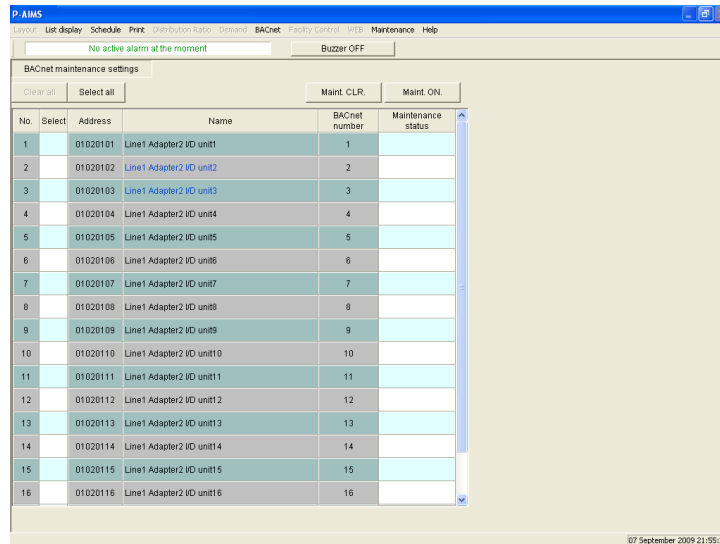 P-AIMS
Layout List display Schedule Print Distribution Ratio Demand BACnet Facility Control WEB Maintenance Help
No active alarm at the moment Buzzer OFF
BACnet maintenance settings
Clear all Select all Maint. CLR. Maint. ON.
No. Select Address Name BACnet number Maintenance status
1 01020101 Line1 Adapter2 I/D unit1 1
2 01020102 Line1 Adapter2 I/D unit2 2
3 01020103 Line1 Adapter2 I/D unit3 3
4 01020104 Line1 Adapter2 I/D unit4 4
5 01020105 Line1 Adapter2 I/D unit5 5
6 01020106 Line1 Adapter2 I/D unit6 6
7 01020107 Line1 Adapter2 I/D unit7 7
8 01020108 Line1 Adapter2 I/D unit8 8
9 01020109 Line1 Adapter2 I/D unit9 9
10 01020110 Line1 Adapter2 I/D unit10 10
11 01020111 Line1 Adapter2 I/D unit11 11
12 01020112 Line1 Adapter2 I/D unit12 12
13 01020113 Line1 Adapter2 I/D unit13 13
14 01020114 Line1 Adapter2 I/D unit14 14
15 01020115 Line1 Adapter2 I/D unit15 15
16 01020116 Line1 Adapter2 I/D unit16 16
07 September 2009 21:55: